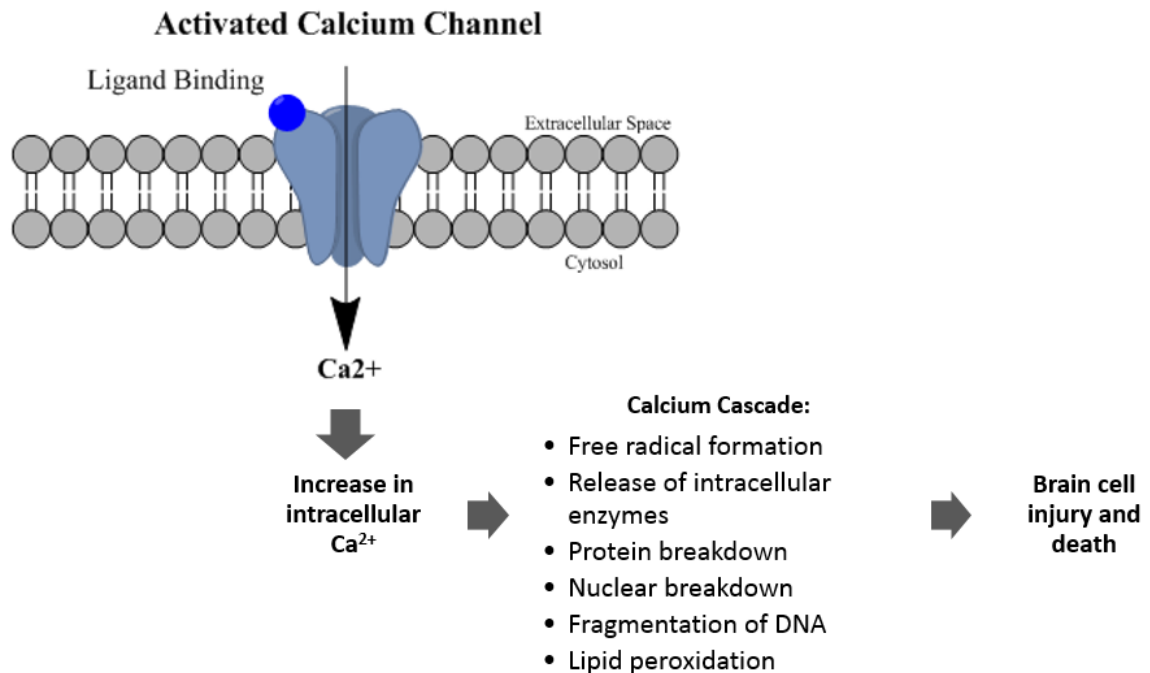 Activated Calcium Channel
Ligand Binding
Extracellular Space
Cytosol
Ca2+
Increase in
intracellular
Ca²⁺
Calcium Cascade:
• Free radical formation
• Release of intracellular
enzymes
• Protein breakdown
• Nuclear breakdown
• Fragmentation of DNA
• Lipid peroxidation
Brain cell
injury and
death